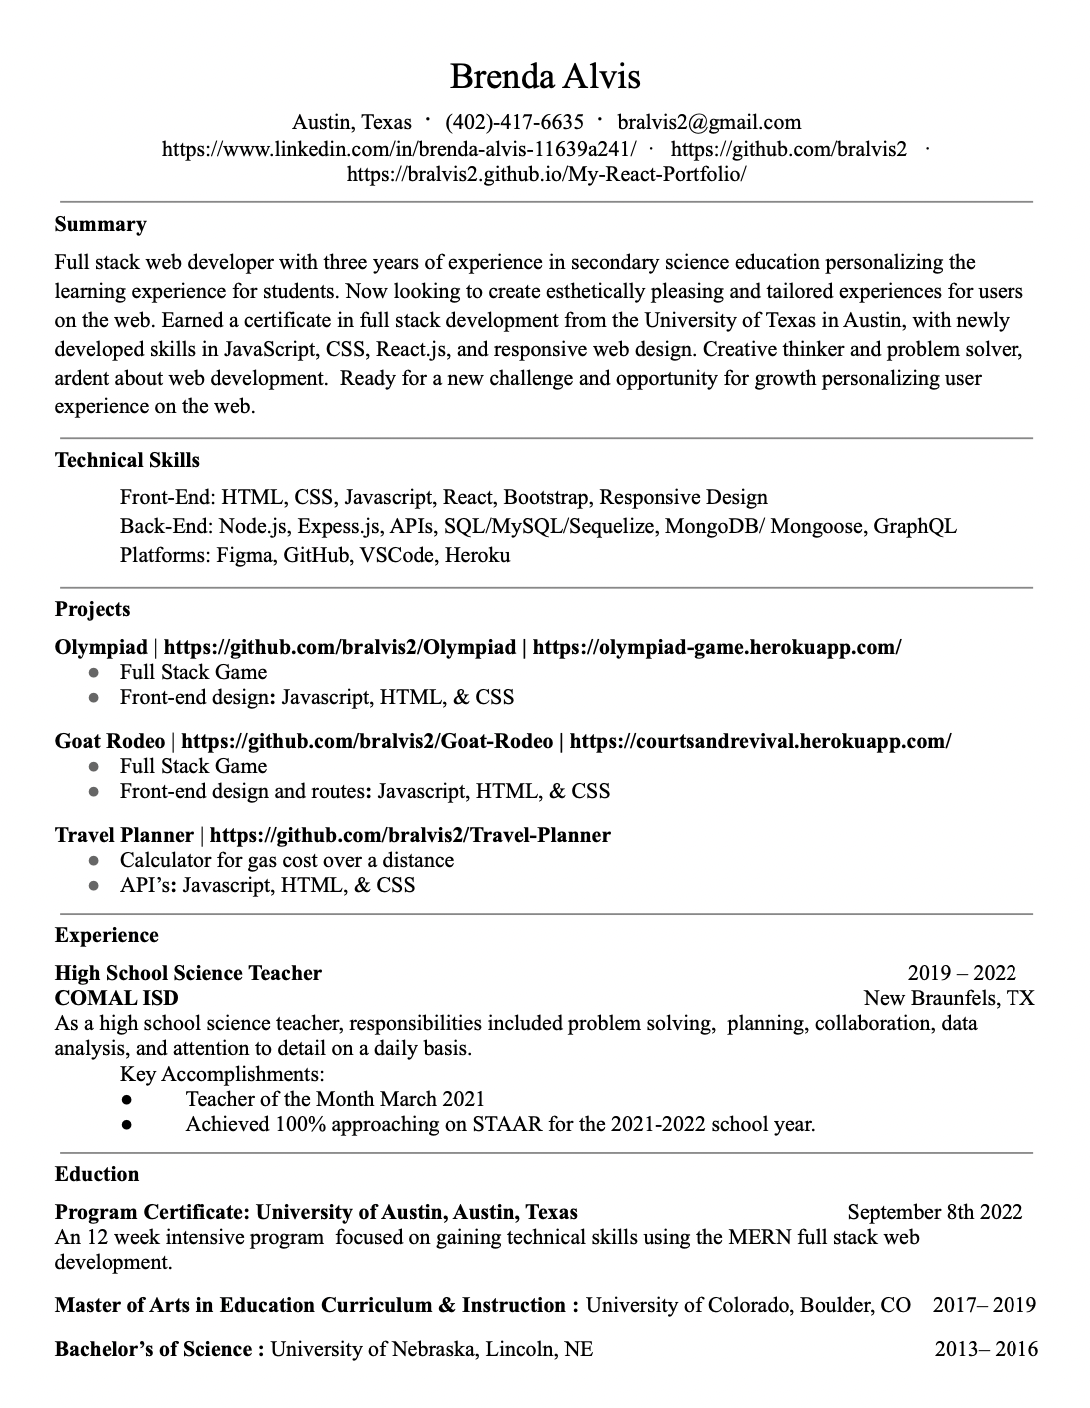 Brenda Alvis
Austin, Texas · (402)-417-6635 · bralvis2@gmail.com
https://www.linkedin.com/in/brenda-alvis-11639a241/ · https://github.com/bralvis2 ·
https://bralvis2.github.io/My-React-Portfolio/
Summary
Full stack web developer with three years of experience in secondary science education personalizing the
learning experience for students. Now looking to create esthetically pleasing and tailored experiences for users
on the web. Earned a certificate in full stack development from the University of Texas in Austin, with newly
developed skills in JavaScript, CSS, React.js, and responsive web design. Creative thinker and problem solver,
ardent about web development.  Ready for a new challenge and opportunity for growth personalizing user
experience on the web.
Technical Skills
Front-End: HTML, CSS, Javascript, React, Bootstrap, Responsive Design
Back-End: Node.js, Expess.js, APIs, SQL/MySQL/Sequelize, MongoDB/ Mongoose, GraphQL
Platforms: Figma, GitHub, VSCode, Heroku
Projects
Olympiad | https://github.com/bralvis2/Olympiad | https://olympiad-game.herokuapp.com/
● Full Stack Game
● Front-end design: Javascript, HTML, & CSS
Goat Rodeo | https://github.com/bralvis2/Goat-Rodeo | https://courtsandrevival.herokuapp.com/
● Full Stack Game
● Front-end design and routes: Javascript, HTML, & CSS
Travel Planner | https://github.com/bralvis2/Travel-Planner
● Calculator for gas cost over a distance
● API’s: Javascript, HTML, & CSS
Experience
High School Science Teacher 2019 – 2022
COMAL ISD New Braunfels, TX
As a high school science teacher, responsibilities included problem solving,  planning, collaboration, data
analysis, and attention to detail on a daily basis.
Key Accomplishments:
● Teacher of the Month March 2021
● Achieved 100% approaching on STAAR for the 2021-2022 school year.
Eduction
Program Certificate: University of Austin, Austin, Texas September 8th 2022
An 12 week intensive program  focused on gaining technical skills using the MERN full stack web
development.
Master of Arts in Education Curriculum & Instruction : University of Colorado, Boulder, CO 2017– 2019
Bachelor’s of Science : University of Nebraska, Lincoln, NE 2013– 2016